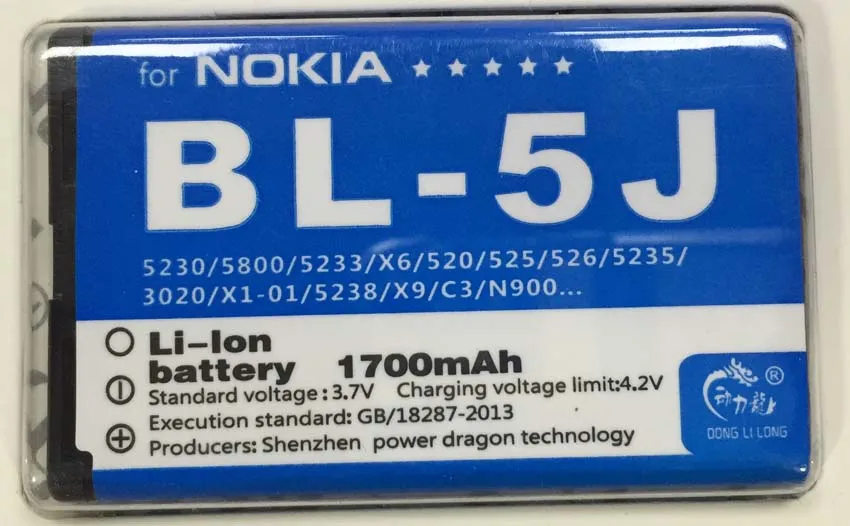 for NOKIA ★★★★★
BL-5J
5230/5800/5233/X6/520/525/526/5235/
3020/X1-01/5238/X9/C3/N900...
Li-lon
battery 1700mAh
Standard voltage:3.7V Charging voltage limit:4.2V
Execution standard: GB/18287-2013
Producers: Shenzhen power dragon technology
动力龙 ®
DONG LI LONG